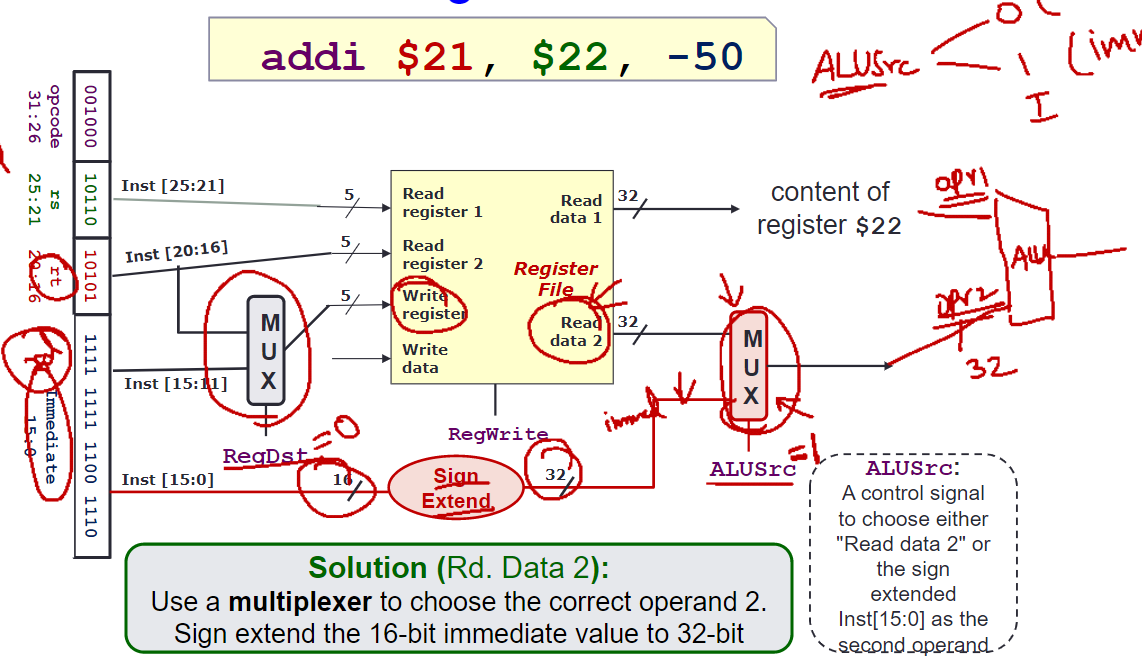 addi $21, $22, -50
ALUSrc
0 (
1 (imm
I
opcode
31:26
001000
rs
25:21
10110
rt
20:16
10101
Immediate
15:0
1111 1111 1100 1110
Inst [25:21]
5
Inst [20:16]
5
5
Inst [15:11]
MUX
RegDst = 0
Read
register 1
Read
register 2
Write
register
Write
data
Register
File
Read
data 1
Read
data 2
32
32
RegWrite
content of
register $22
opr1
opr2
ALU
32
MUX
ALUSrc = 1
immed
Inst [15:0]
16
Sign
Extend
32
ALUSrc:
A control signal
to choose either
"Read data 2" or
the sign
extended
Inst[15:0] as the
second operand
Solution (Rd. Data 2):
Use a multiplexer to choose the correct operand 2.
Sign extend the 16-bit immediate value to 32-bit